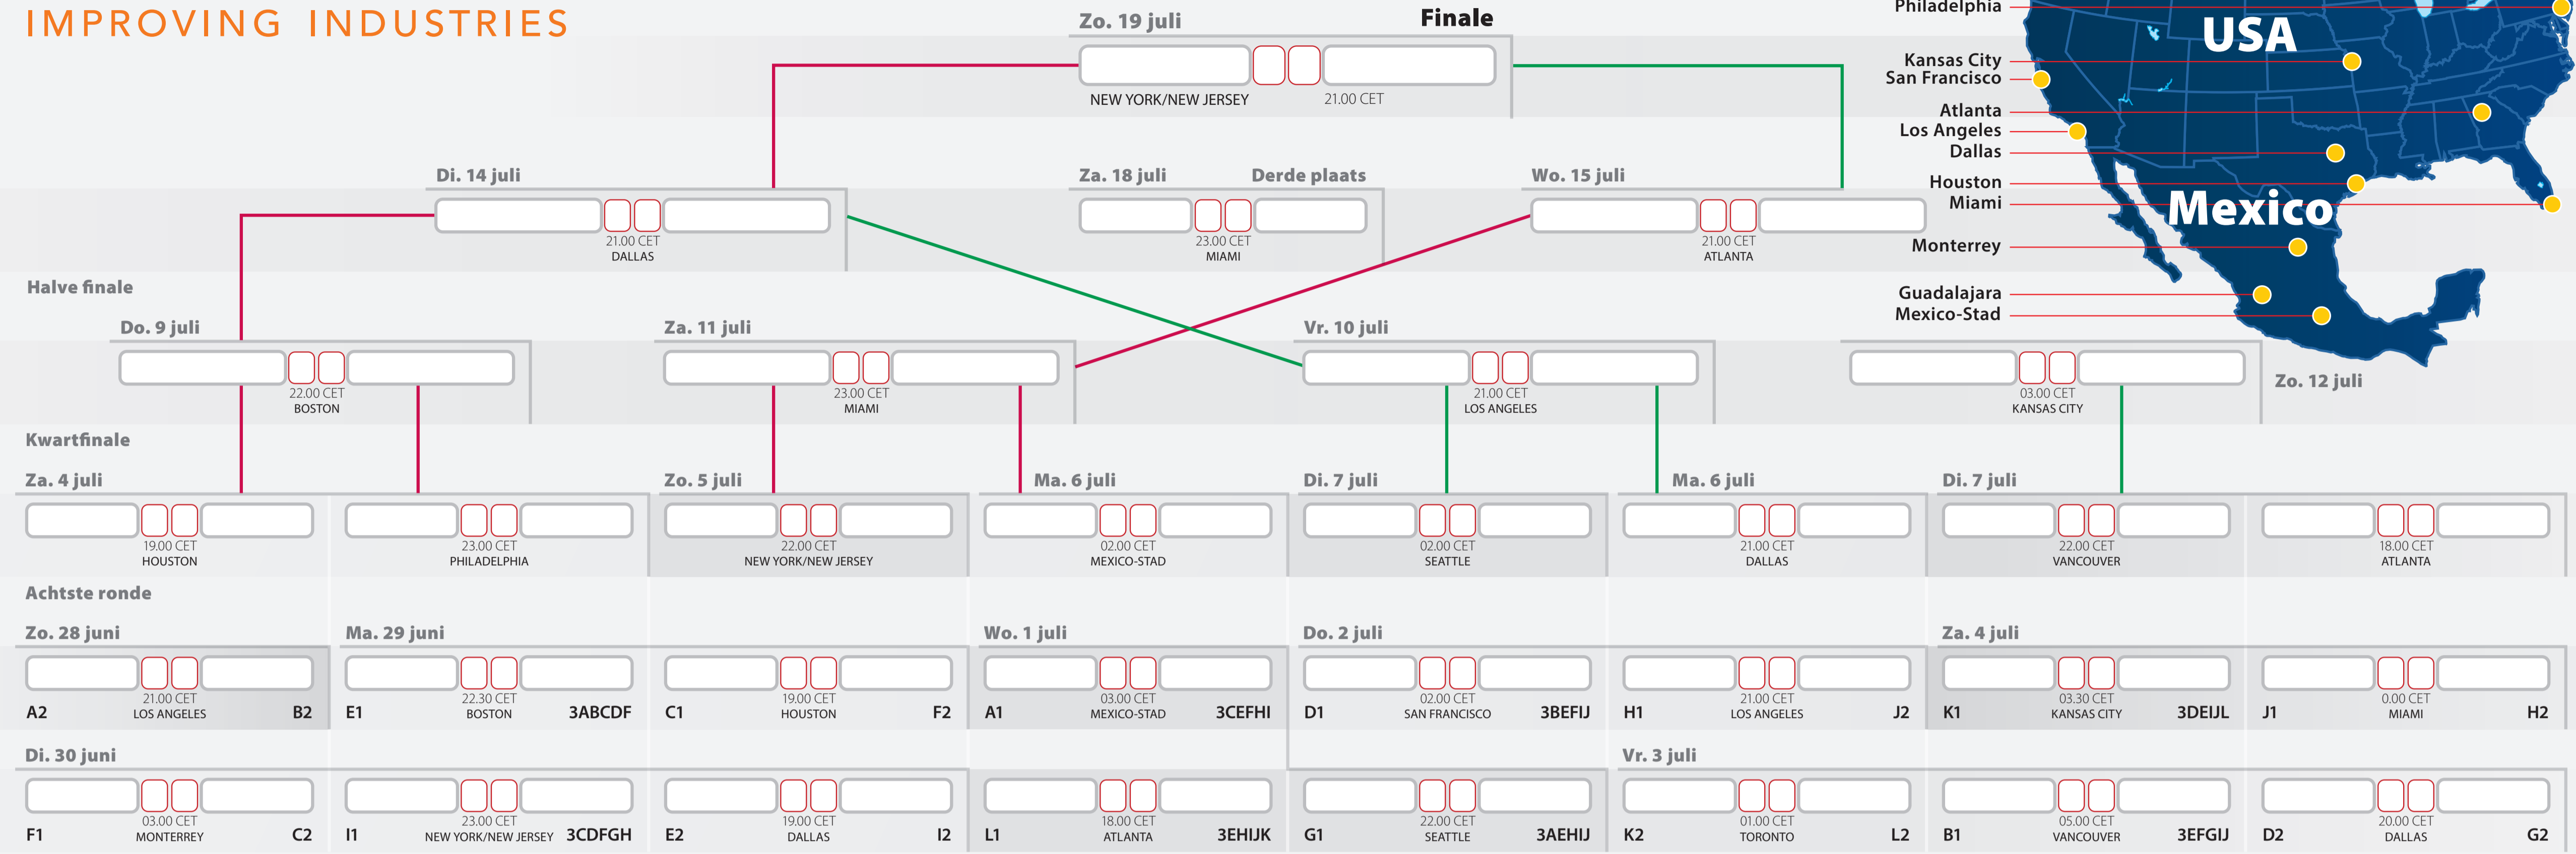 IMPROVING INDUSTRIES
Zo. 19 juli Finale
NEW YORK/NEW JERSEY 21.00 CET
Philadelphia
USA
Kansas City
San Francisco
Atlanta
Los Angeles
Dallas
Houston
Miami
Mexico
Monterrey
Guadalajara
Mexico-Stad
Di. 14 juli Za. 18 juli Derde plaats Wo. 15 juli
21.00 CET 23.00 CET 21.00 CET
DALLAS MIAMI ATLANTA
Halve finale
Do. 9 juli Za. 11 juli Vr. 10 juli
22.00 CET 23.00 CET 21.00 CET 03.00 CET Zo. 12 juli
BOSTON MIAMI LOS ANGELES KANSAS CITY
Kwartfinale
Za. 4 juli Zo. 5 juli Ma. 6 juli Di. 7 juli Ma. 6 juli Di. 7 juli
19.00 CET 23.00 CET 22.00 CET 02.00 CET 02.00 CET 21.00 CET 22.00 CET 18.00 CET
HOUSTON PHILADELPHIA NEW YORK/NEW JERSEY MEXICO-STAD SEATTLE DALLAS VANCOUVER ATLANTA
Achtste ronde
Zo. 28 juni Ma. 29 juni Wo. 1 juli Do. 2 juli Za. 4 juli
21.00 CET 22.30 CET 19.00 CET 03.00 CET 02.00 CET 21.00 CET 03.30 CET 0.00 CET
A2 LOS ANGELES B2 E1 BOSTON 3ABCDF C1 HOUSTON F2 A1 MEXICO-STAD 3CEFHI D1 SAN FRANCISCO 3BEFIJ H1 LOS ANGELES J2 K1 KANSAS CITY 3DEIJL J1 MIAMI H2
Di. 30 juni Vr. 3 juli
03.00 CET 23.00 CET 19.00 CET 18.00 CET 22.00 CET 01.00 CET 05.00 CET 20.00 CET
F1 MONTERREY C2 I1 NEW YORK/NEW JERSEY 3CDFGH E2 DALLAS I2 L1 ATLANTA 3EHIJK G1 SEATTLE 3AEHIJ K2 TORONTO L2 B1 VANCOUVER 3EFGIJ D2 DALLAS G2